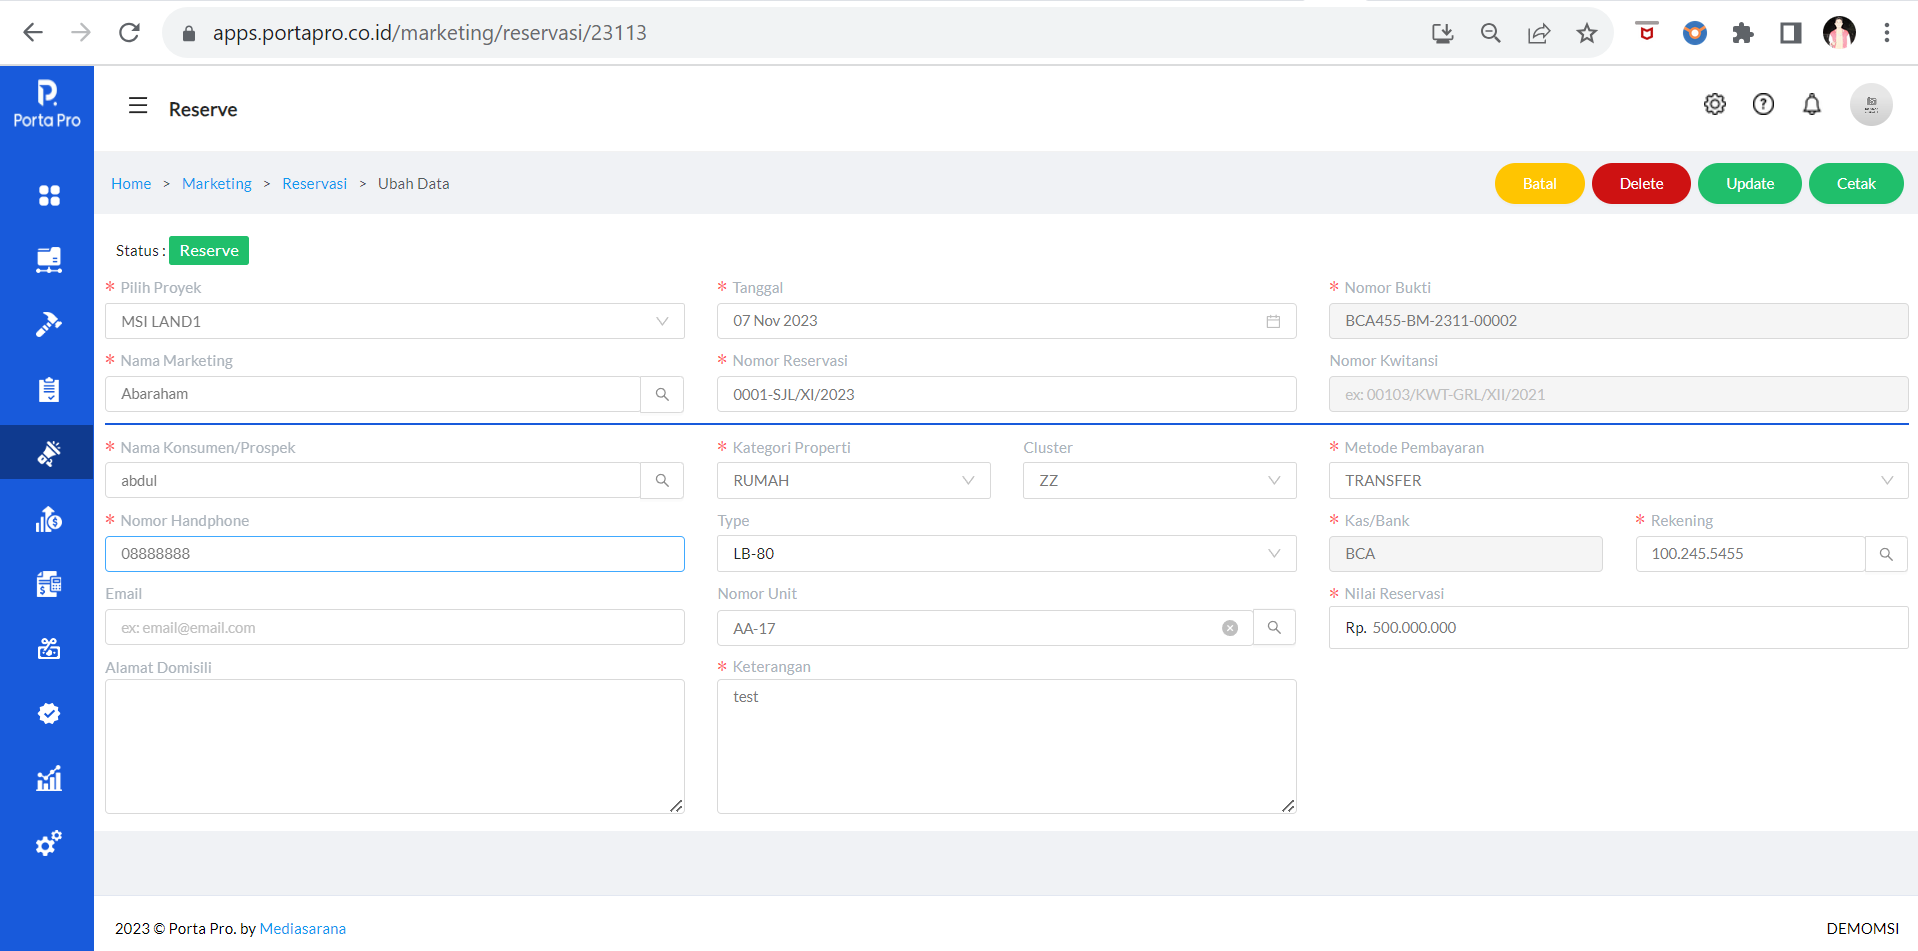 apps.portapro.co.id/marketing/reservasi/23113
Porta Pro
Reserve
Home > Marketing > Reservasi > Ubah Data
Batal
Delete
Update
Cetak
Status : Reserve
* Pilih Proyek
* Tanggal
* Nomor Bukti
MSI LAND1
07 Nov 2023
BCA455-BM-2311-00002
* Nama Marketing
* Nomor Reservasi
Nomor Kwitansi
Abaraham
0001-SJL/XI/2023
ex: 00103/KWT-GRL/XII/2021
* Nama Konsumen/Prospek
* Kategori Properti
Cluster
* Metode Pembayaran
abdul
RUMAH
ZZ
TRANSFER
* Nomor Handphone
Type
* Kas/Bank
* Rekening
08888888
LB-80
BCA
100.245.5455
Email
Nomor Unit
* Nilai Reservasi
ex: email@email.com
AA-17
Rp. 500.000.000
Alamat Domisili
* Keterangan
test
2023 © Porta Pro. by Mediasarana
DEMOMSI